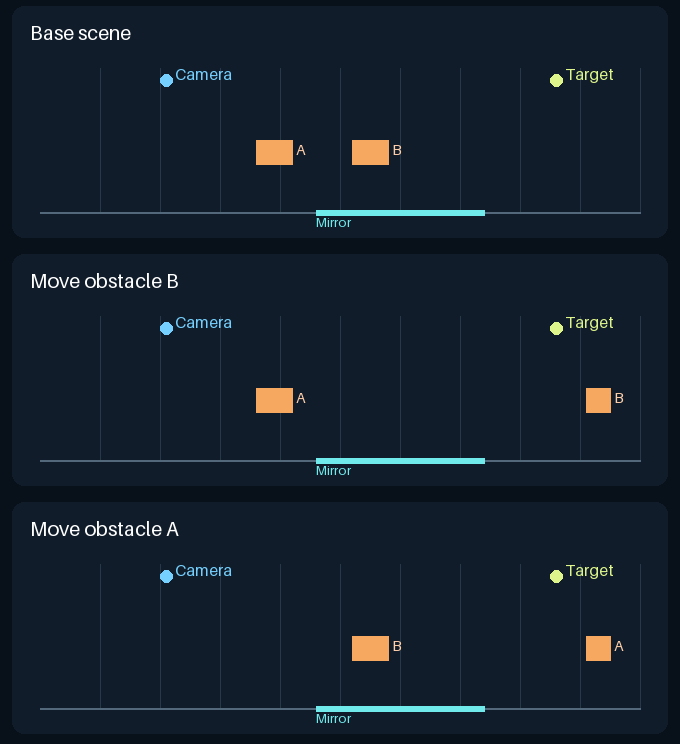 Base scene
Camera
Target
A
B
Mirror
Move obstacle B
Camera
Target
A
B
Mirror
Move obstacle A
Camera
Target
B
A
Mirror